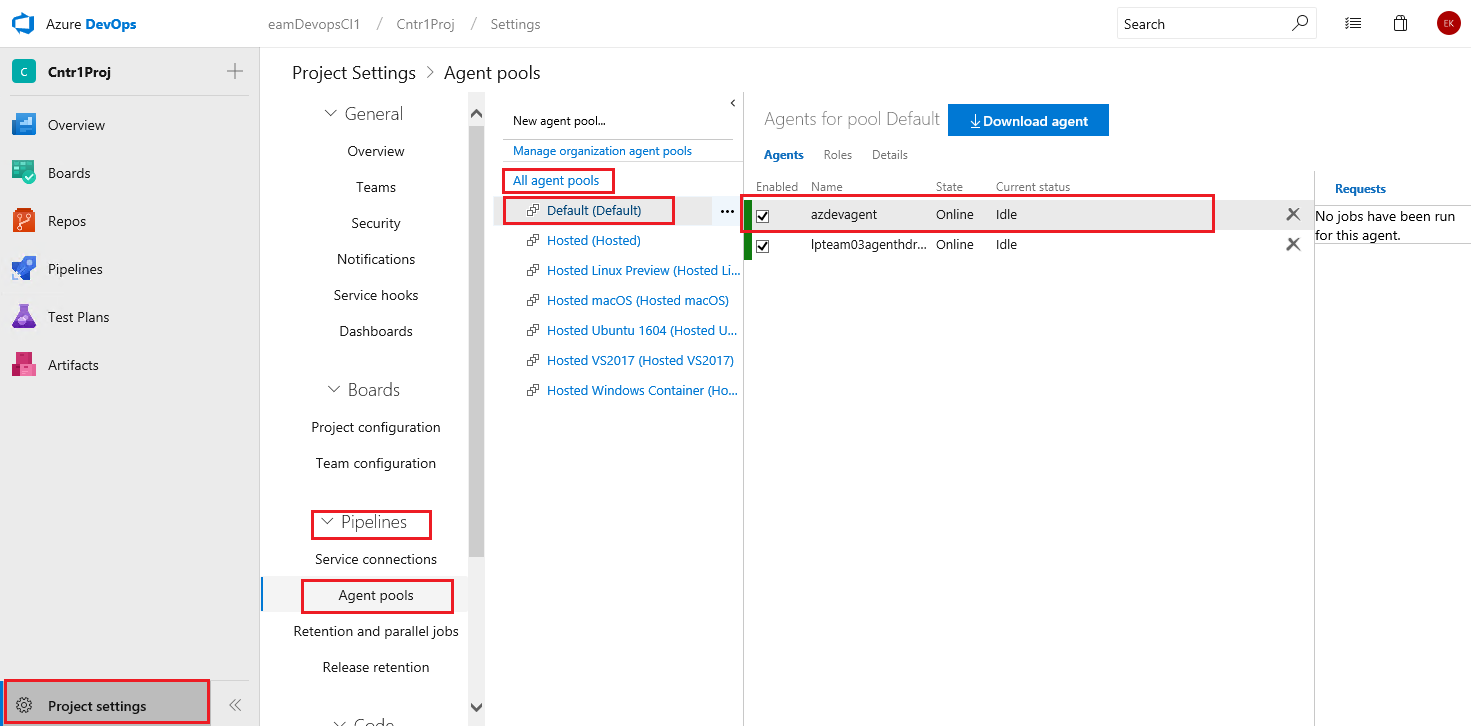 Azure DevOps
eamDevopsCI1 / Cntr1Proj / Settings
Search
EK
C
Cntr1Proj
Overview
Boards
Repos
Pipelines
Test Plans
Artifacts
Project settings
Project Settings > Agent pools
General
Overview
Teams
Security
Notifications
Service hooks
Dashboards
Boards
Project configuration
Team configuration
Pipelines
Service connections
Agent pools
Retention and parallel jobs
Release retention
Code
New agent pool...
Manage organization agent pools
All agent pools
Default (Default)
Hosted (Hosted)
Hosted Linux Preview (Hosted Li...
Hosted macOS (Hosted macOS)
Hosted Ubuntu 1604 (Hosted U...
Hosted VS2017 (Hosted VS2017)
Hosted Windows Container (Ho...
Agents for pool Default
Download agent
Agents Roles Details
Enabled Name State Current status
azdevagent Online Idle
lpteam03agenthdr... Online Idle
Requests
No jobs have been run
for this agent.